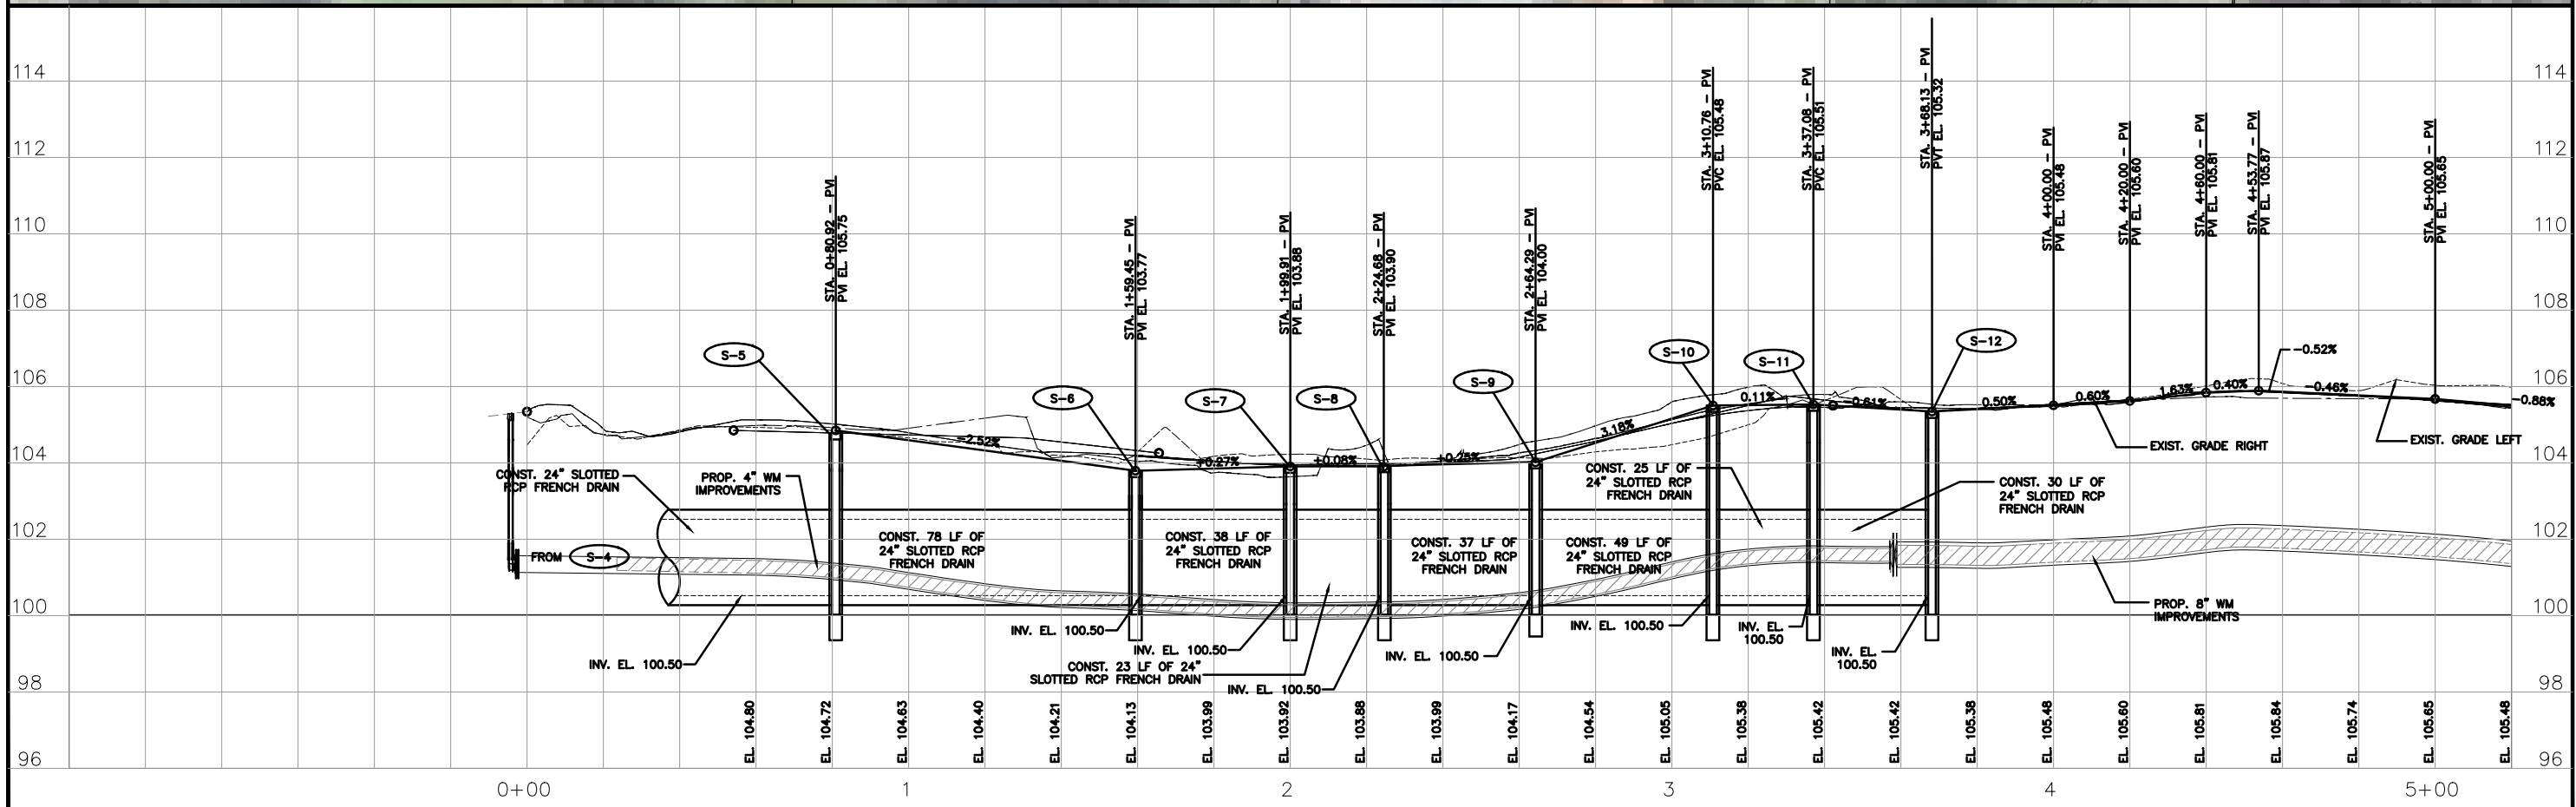 114
112
110
108
106
104
102
100
98
96
114
112
110
108
106
104
102
100
98
96
STA. 0+80.92 - PVI
PVI EL. 105.75
STA. 1+59.45 - PVI
PVI EL. 103.77
STA. 1+99.91 - PVI
PVI EL. 103.88
STA. 2+24.68 - PVI
PVI EL. 103.90
STA. 2+64.29 - PVI
PVI EL. 104.00
STA. 3+10.76 - PVI
PVC EL. 105.48
STA. 3+37.08 - PVI
PVC EL. 105.51
STA. 3+68.13 - PVI
PVT EL. 105.32
STA. 4+00.00 - PVI
PVI EL. 105.48
STA. 4+20.00 - PVI
PVI EL. 105.60
STA. 4+60.00 - PVI
PVI EL. 105.81
STA. 4+53.77 - PVI
PVI EL. 105.87
STA. 5+00.00 - PVI
PVI EL. 105.65
S-5
S-6
S-7
S-8
S-9
S-10
S-11
S-12
-2.52%
+0.27%
+0.08%
+0.25%
3.18%
0.11%
-0.61%
0.50%
0.60%
1.63%
0.40%
-0.52%
-0.46%
-0.88%
EXIST. GRADE RIGHT
EXIST. GRADE LEFT
CONST. 24" SLOTTED
RCP FRENCH DRAIN
PROP. 4" WM
IMPROVEMENTS
FROM S-4
CONST. 78 LF OF
24" SLOTTED RCP
FRENCH DRAIN
CONST. 38 LF OF
24" SLOTTED RCP
FRENCH DRAIN
CONST. 37 LF OF
24" SLOTTED RCP
FRENCH DRAIN
CONST. 49 LF OF
24" SLOTTED RCP
FRENCH DRAIN
CONST. 25 LF OF
24" SLOTTED RCP
FRENCH DRAIN
CONST. 30 LF OF
24" SLOTTED RCP
FRENCH DRAIN
PROP. 8" WM
IMPROVEMENTS
INV. EL. 100.50
INV. EL. 100.50
INV. EL. 100.50
CONST. 23 LF OF 24"
SLOTTED RCP FRENCH DRAIN
INV. EL. 100.50
INV. EL. 100.50
INV. EL. 100.50
INV. EL.
100.50
INV. EL.
100.50
EL. 104.80
EL. 104.72
EL. 104.63
EL. 104.40
EL. 104.21
EL. 104.13
EL. 103.99
EL. 103.92
EL. 103.88
EL. 103.99
EL. 104.17
EL. 104.54
EL. 105.05
EL. 105.38
EL. 105.42
EL. 105.42
EL. 105.38
EL. 105.48
EL. 105.60
EL. 105.81
EL. 105.84
EL. 105.74
EL. 105.65
EL. 105.48
0+00
1
2
3
4
5+00